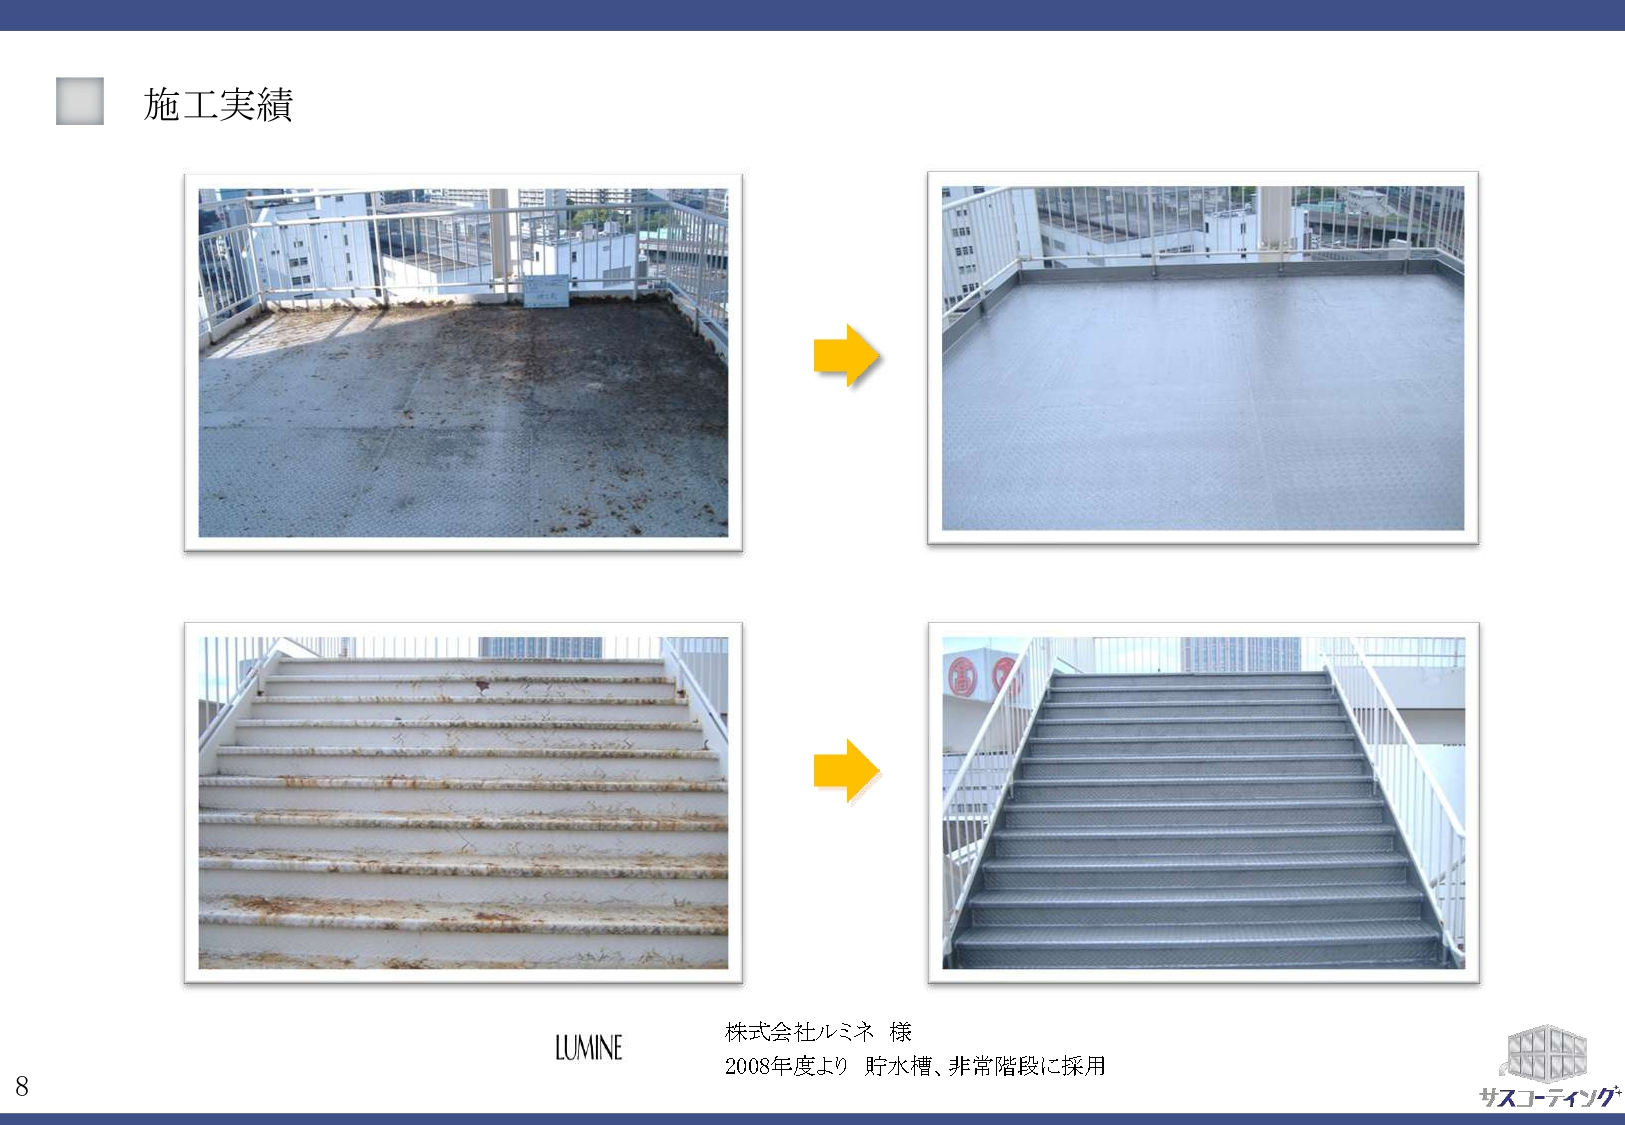 施工実績
高
LUMINE
株式会社ルミネ 様
2008年度より 貯水槽、非常階段に採用
8
サスコーティング